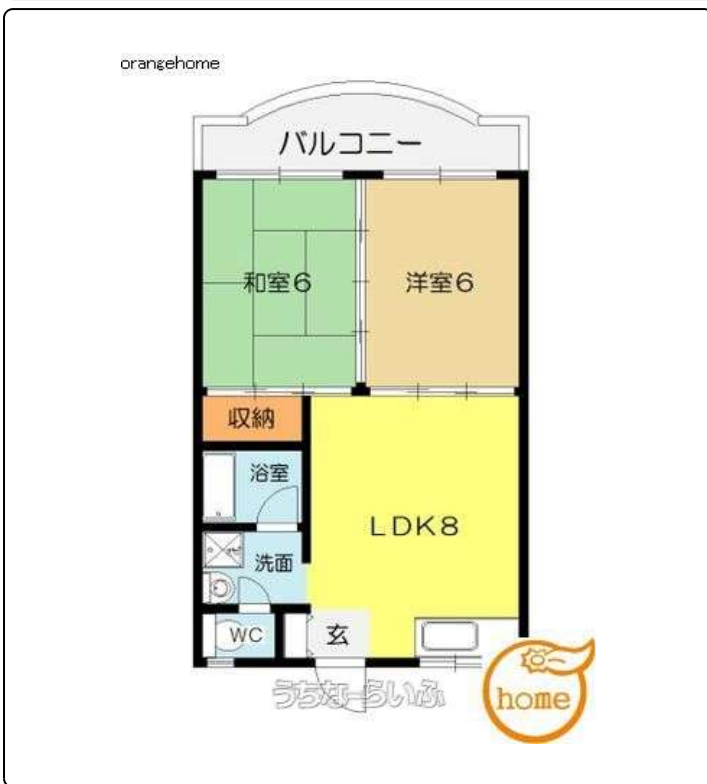 orangehome
バルコニー
和室6
洋室6
収納
浴室
LDK8
洗面
WC
玄
うちなーらいふ
home